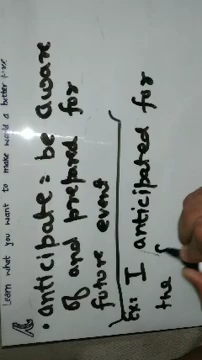 Learn what you want to make world a better place
• anticipate = be aware
of and prepared for
future event
Ex: I anticipated for
the